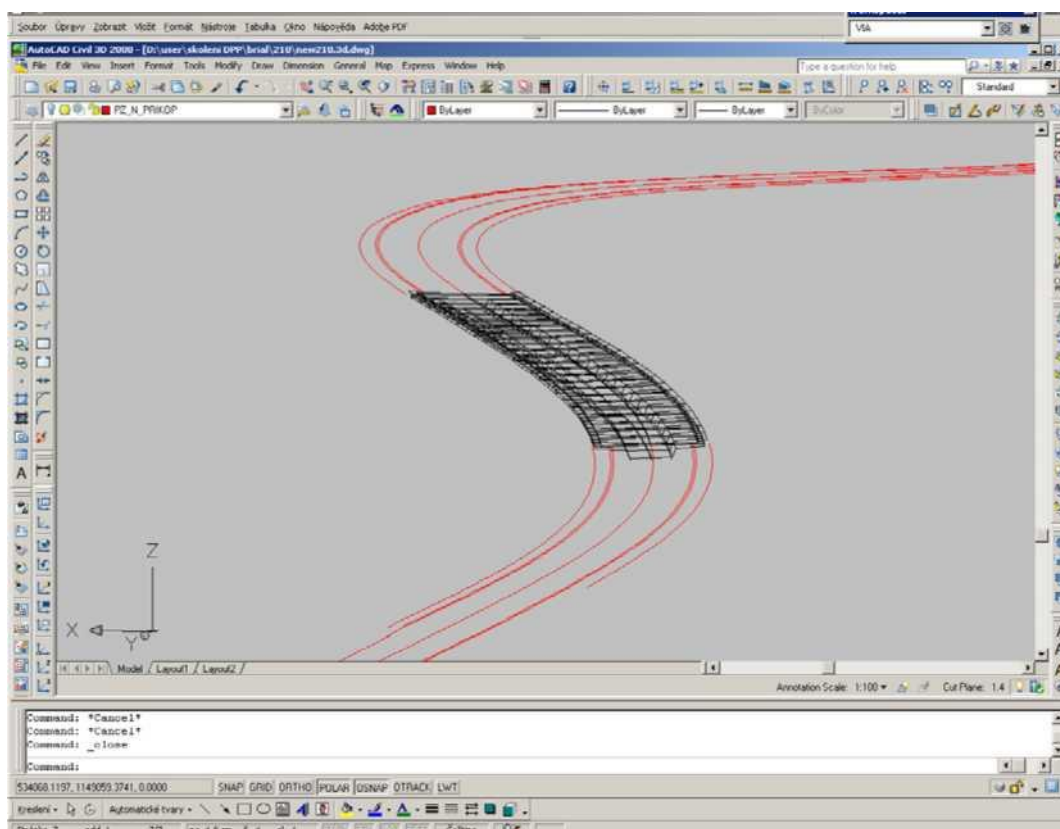 Soubor Úpravy Zobrazit Vložit Formát Nástroje Tabulka Okno Nápověda Adobe PDF
VIA
AutoCAD Civil 3D 2008 - [D:\user\skoleni DPP\brial\210\new210.3d.dwg]
File Edit View Insert Format Tools Modify Draw Dimension General Map Express Window Help
Type a question for help
Standard
PZ_N_PRIKOP
ByLayer
ByLayer
ByLayer
ByColor
Z
X
Y
A
Model / Layout1 / Layout2 /
Annotation Scale: 1:100
Cut Plane: 1.4
Command: *Cancel*
Command: *Cancel*
Command: _close
Command:
534068.1197, 1149059.3741, 0.0000 SNAP GRID ORTHO POLAR OSNAP OTRACK LWT
Kreslení Automatické tvary